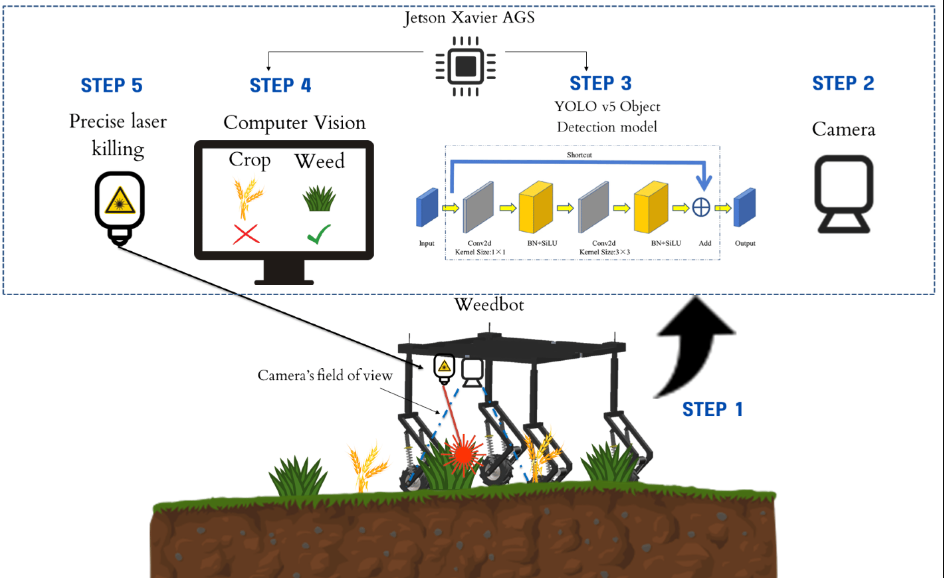 Jetson Xavier AGS
STEP 5
STEP 4
STEP 3
STEP 2
Precise laser
killing
Computer Vision
YOLO v5 Object
Detection model
Camera
Crop
Weed
Shortcut
Input
Conv2d
Kernel Size:1×1
BN+SiLU
Conv2d
Kernel Size:3×3
BN+SiLU
Add
Output
Weedbot
Camera's field of view
STEP 1